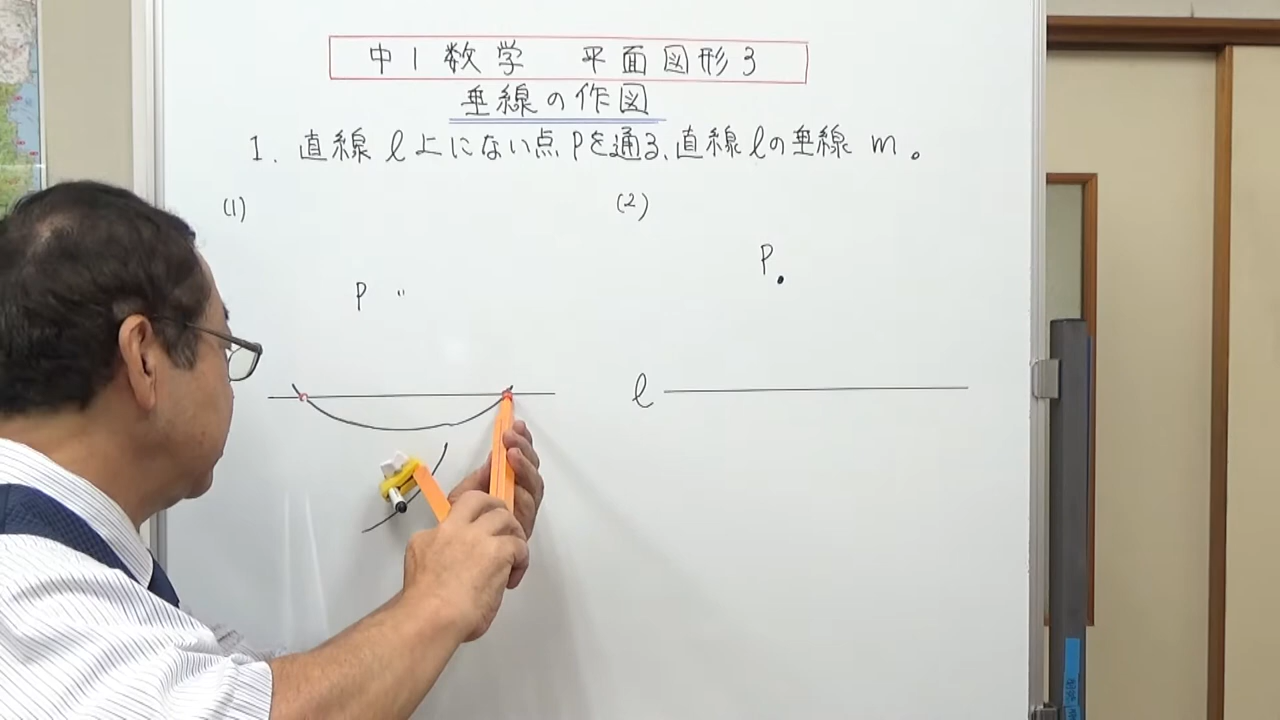 中1数学 平面図形3
垂線の作図
1. 直線ℓ上にない点Pを通る、直線ℓの垂線m。
(1)
(2)
P
P
ℓ